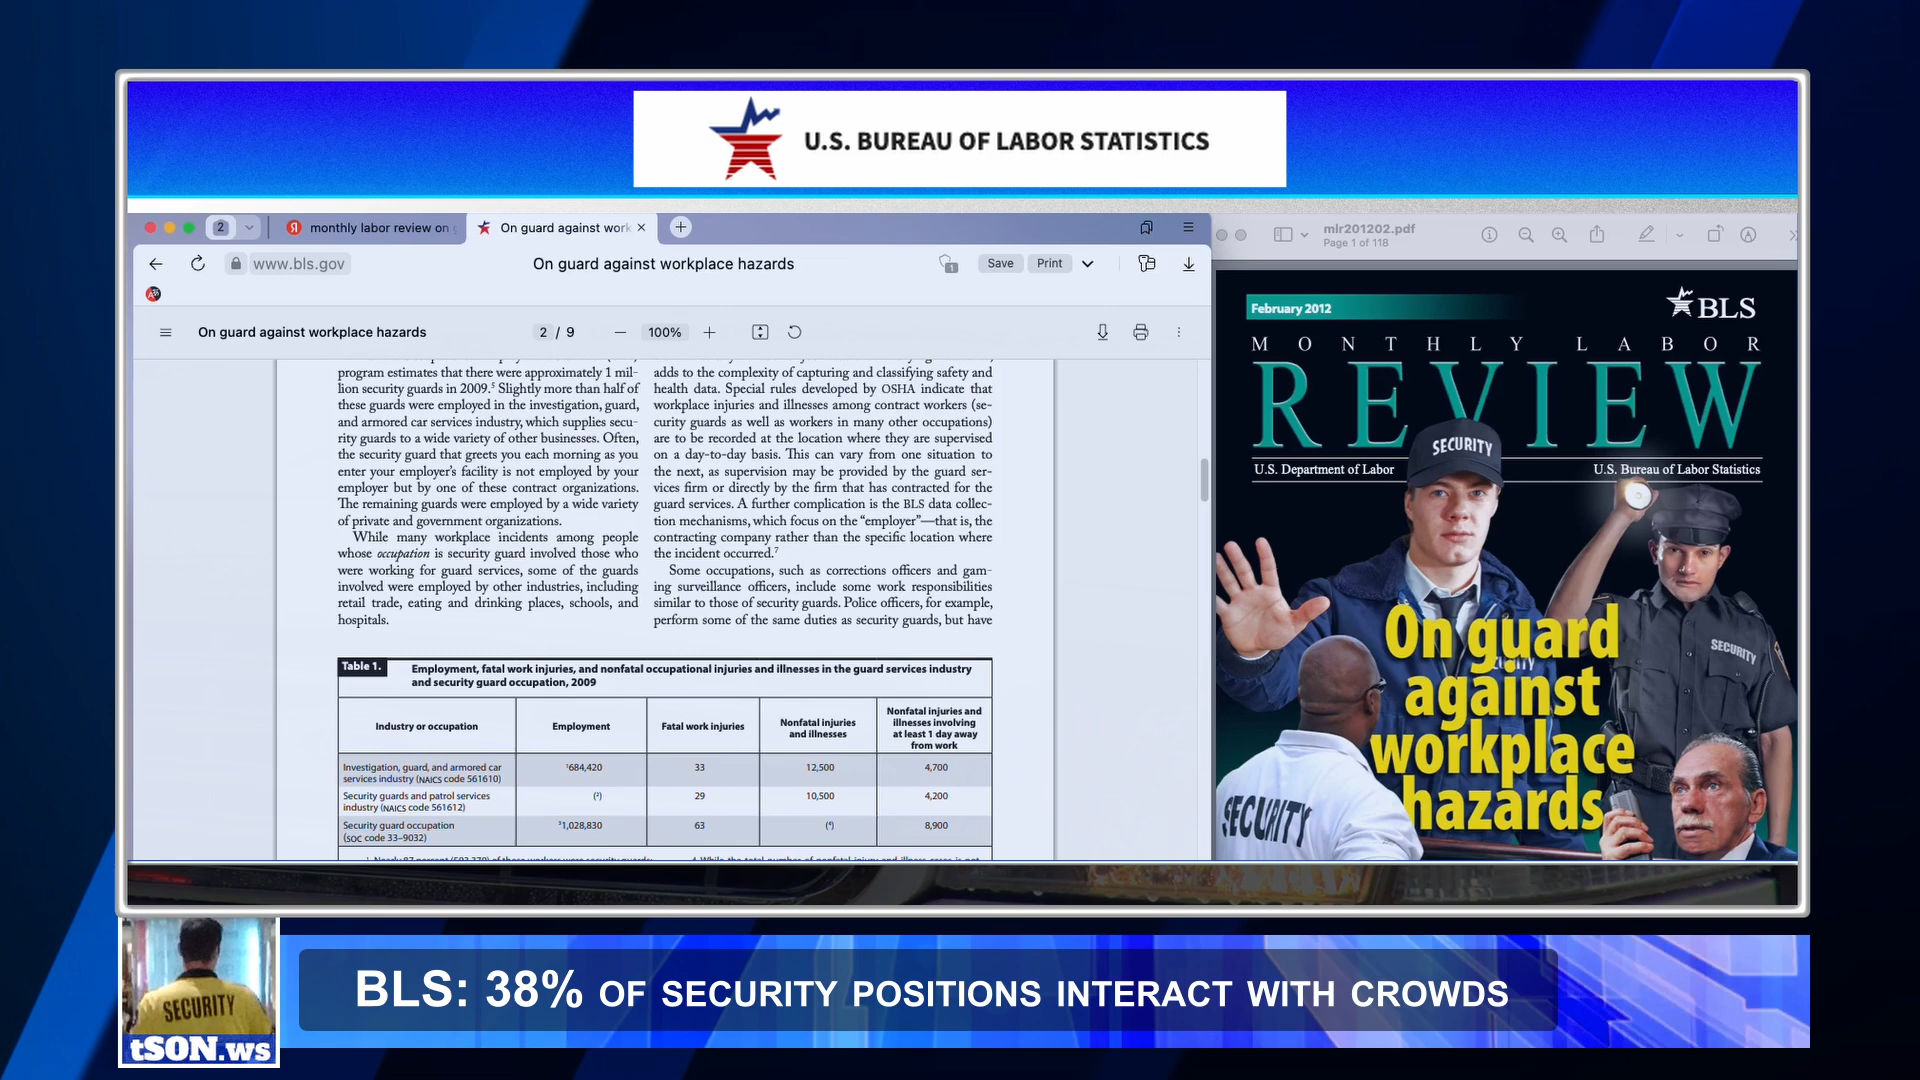 U.S. BUREAU OF LABOR STATISTICS
2
monthly labor review on
On guard against work
www.bls.gov
On guard against workplace hazards
1
Save
Print
On guard against workplace hazards
2 / 9
100%
program estimates that there were approximately 1 mil-
lion security guards in 2009.⁵ Slightly more than half of
these guards were employed in the investigation, guard,
and armored car services industry, which supplies secu-
rity guards to a wide variety of other businesses. Often,
the security guard that greets you each morning as you
enter your employer's facility is not employed by your
employer but by one of these contract organizations.
The remaining guards were employed by a wide variety
of private and government organizations.
While many workplace incidents among people
whose occupation is security guard involved those who
were working for guard services, some of the guards
involved were employed by other industries, including
retail trade, eating and drinking places, schools, and
hospitals.
adds to the complexity of capturing and classifying safety and
health data. Special rules developed by OSHA indicate that
workplace injuries and illnesses among contract workers (se-
curity guards as well as workers in many other occupations)
are to be recorded at the location where they are supervised
on a day-to-day basis. This can vary from one situation to
the next, as supervision may be provided by the guard ser-
vices firm or directly by the firm that has contracted for the
guard services. A further complication is the BLS data collec-
tion mechanisms, which focus on the “employer”—that is, the
contracting company rather than the specific location where
the incident occurred.⁷
Some occupations, such as corrections officers and gam-
ing surveillance officers, include some work responsibilities
similar to those of security guards. Police officers, for example,
perform some of the same duties as security guards, but have
Table 1.
Employment, fatal work injuries, and nonfatal occupational injuries and illnesses in the guard services industry
and security guard occupation, 2009
Industry or occupation
Employment
Fatal work injuries
Nonfatal injuries
and illnesses
Nonfatal injuries and
illnesses involving
at least 1 day away
from work
Investigation, guard, and armored car
services industry (NAICS code 561610)
¹684,420
33
12,500
4,700
Security guards and patrol services
industry (NAICS code 561612)
(²)
29
10,500
4,200
Security guard occupation
(SOC code 33–9032)
³1,028,830
63
(⁴)
8,900
mlr201202.pdf
Page 1 of 118
February 2012
BLS
MONTHLY LABOR
REVIEW
U.S. Department of Labor
U.S. Bureau of Labor Statistics
SECURITY
SECURITY
SECURITY
On guard
against
workplace
hazards
SECURITY
tSON.ws
BLS: 38% OF SECURITY POSITIONS INTERACT WITH CROWDS